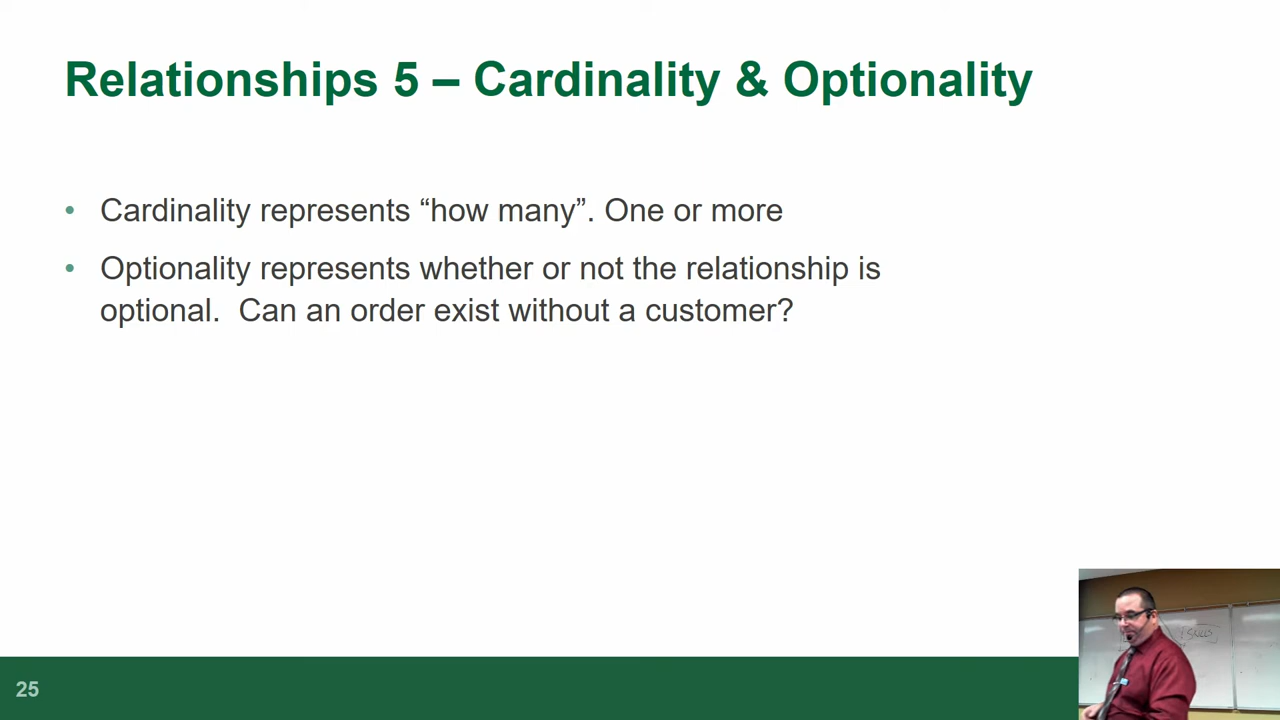 Relationships 5 – Cardinality & Optionality
• Cardinality represents “how many”. One or more
• Optionality represents whether or not the relationship is
optional.  Can an order exist without a customer?
25